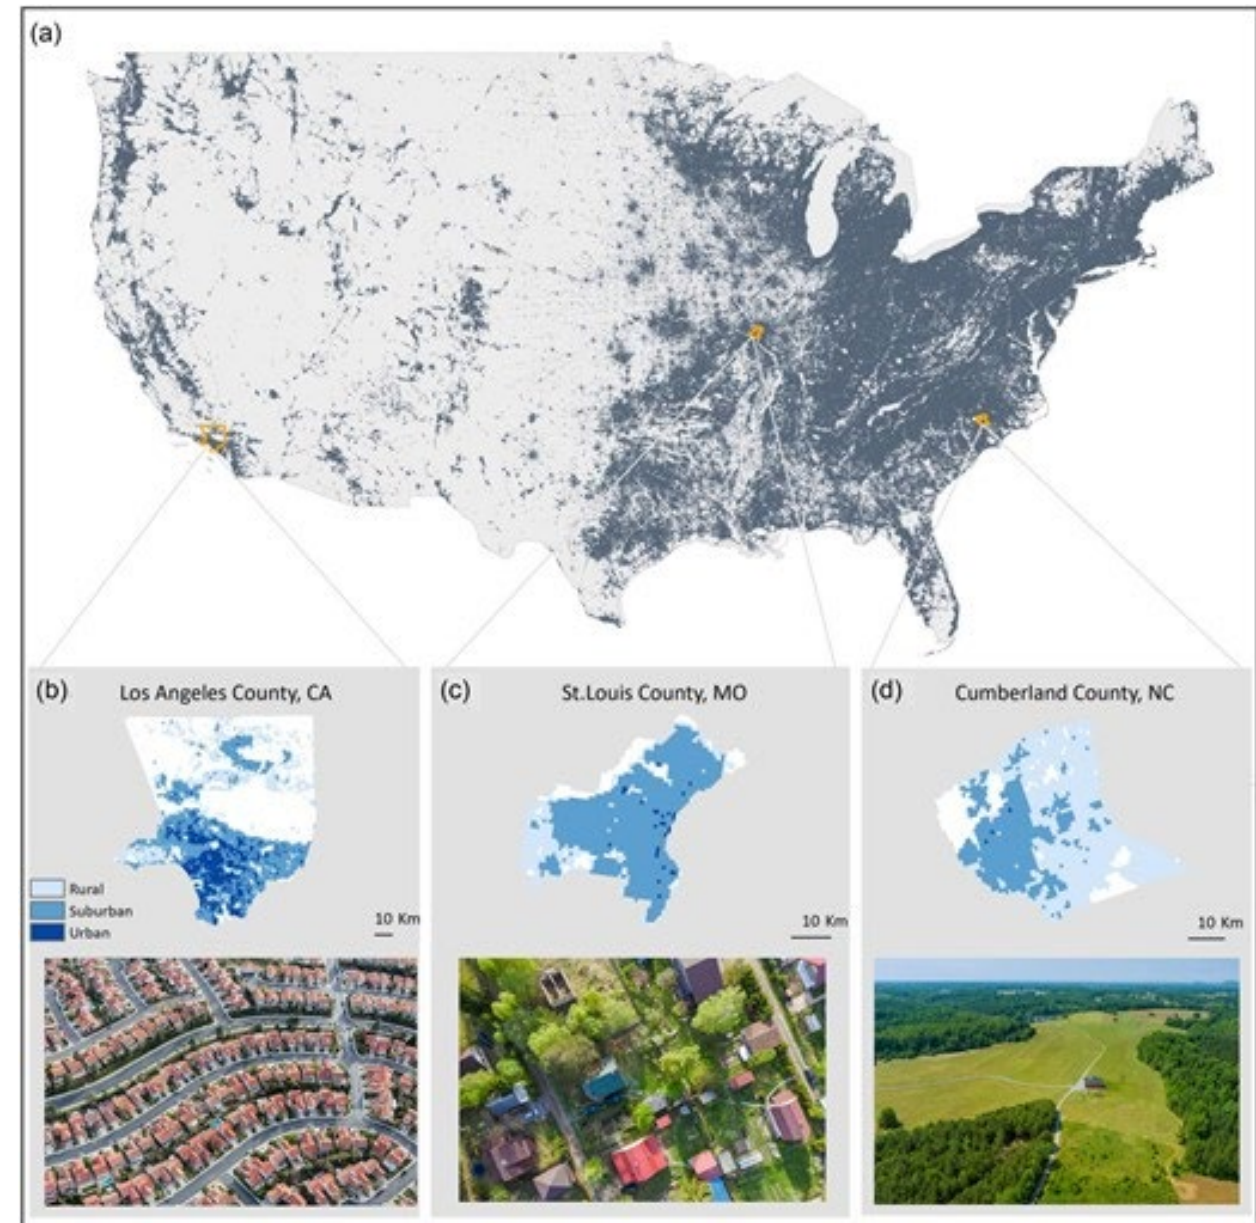 (a)
(b) Los Angeles County, CA
Rural
Suburban
Urban
10 Km
(c) St.Louis County, MO
10 Km
(d) Cumberland County, NC
10 Km